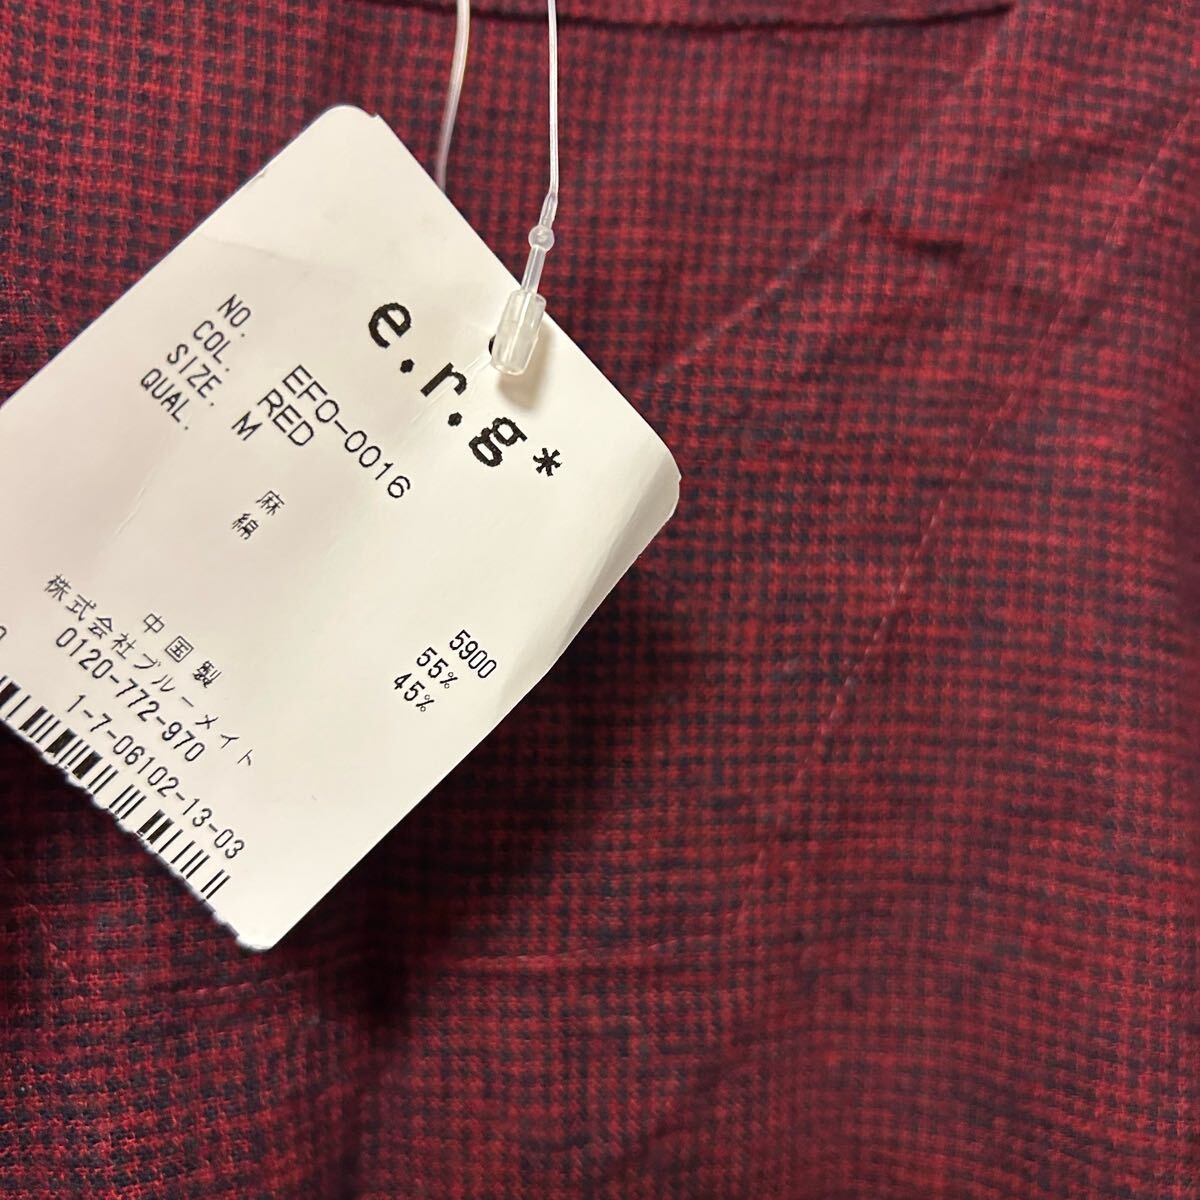 e.r.g*
NO. EFO-0016
COL. RED
SIZE. M
QUAL. 5900
麻 55%
綿 45%
中国製
株式会社ブルーメイト
0120-772-970
1-7-06102-13-03